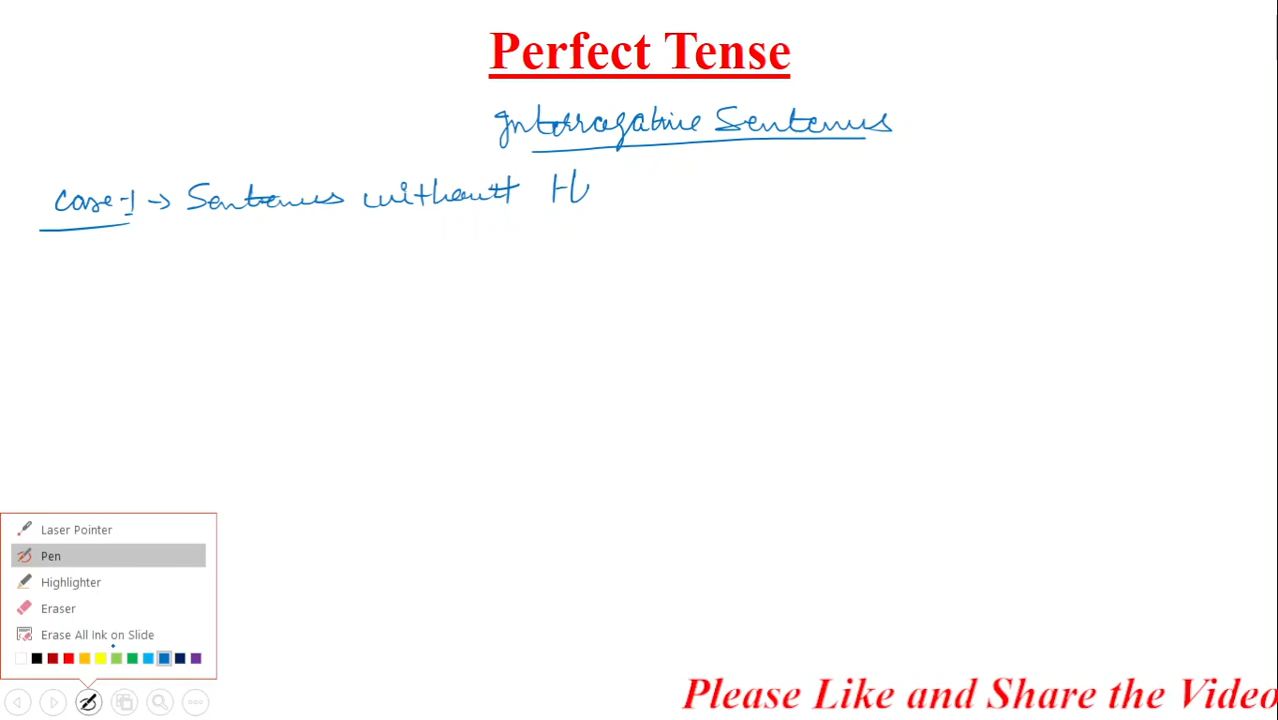 Perfect Tense
Interrogative Sentences
Case-1 → Sentences without H
Laser Pointer
Pen
Highlighter
Eraser
Erase All Ink on Slide
Please Like and Share the Video